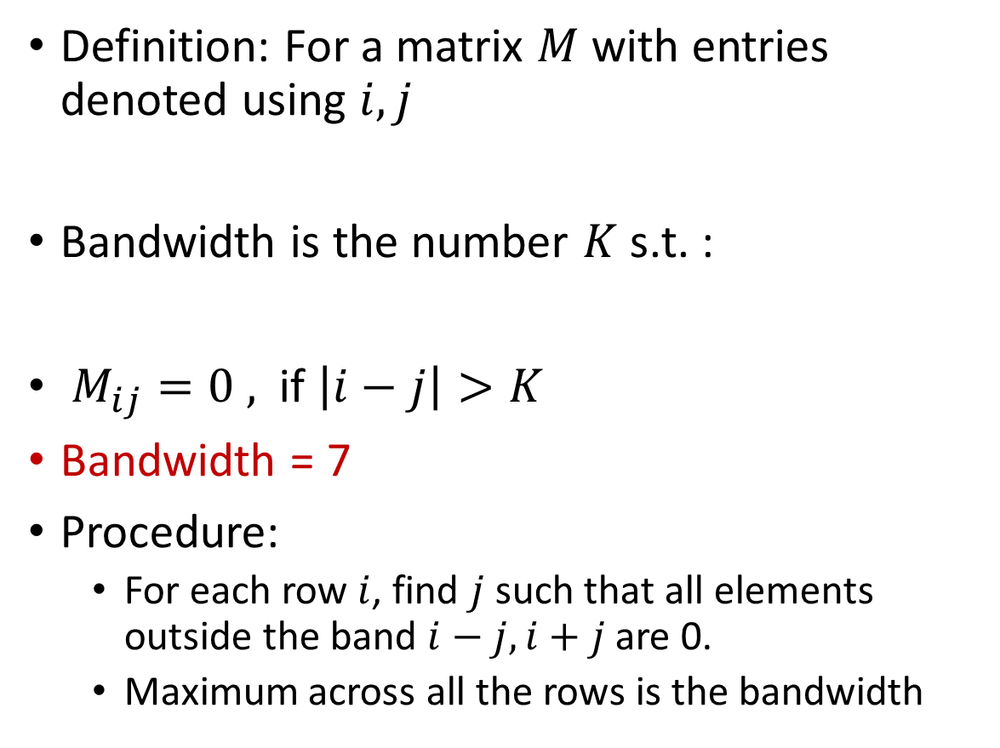 • Definition: For a matrix M with entries
denoted using i, j
• Bandwidth is the number K s.t. :
• M_{ij} = 0 , if |i − j| > K
• Bandwidth = 7
• Procedure:
• For each row i, find j such that all elements
outside the band i − j, i + j are 0.
• Maximum across all the rows is the bandwidth